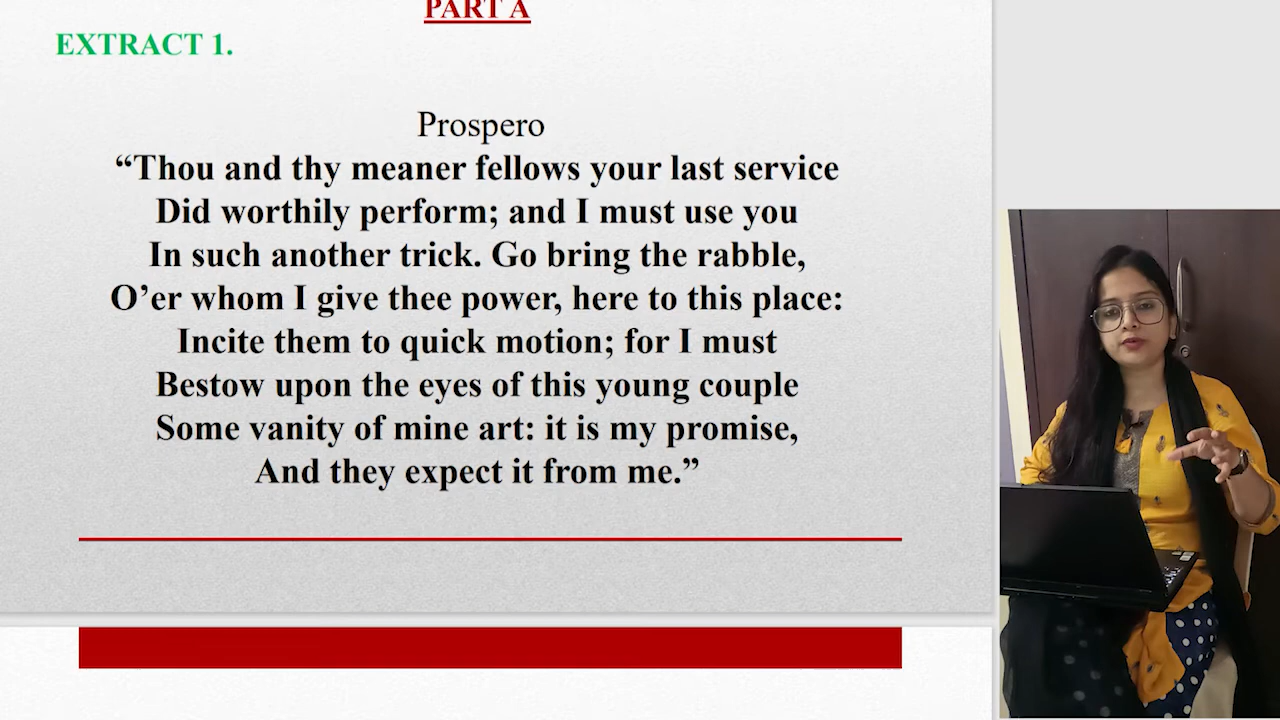 PART A
EXTRACT 1.
Prospero
“Thou and thy meaner fellows your last service
Did worthily perform; and I must use you
In such another trick. Go bring the rabble,
O’er whom I give thee power, here to this place:
Incite them to quick motion; for I must
Bestow upon the eyes of this young couple
Some vanity of mine art: it is my promise,
And they expect it from me.”